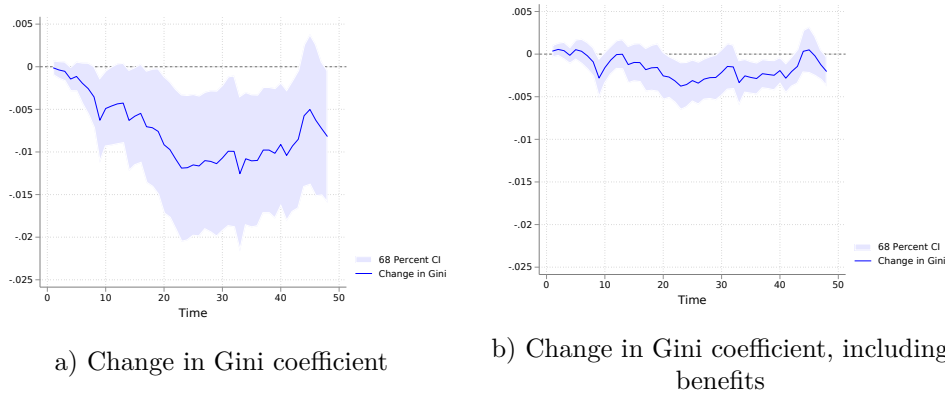 .005
0
-.005
-.01
-.015
-.02
-.025
0 10 20 30 40 50
Time
68 Percent CI
Change in Gini
a) Change in Gini coefficient
.005
0
-.005
-.01
-.015
-.02
-.025
0 10 20 30 40 50
Time
68 Percent CI
Change in Gini
b) Change in Gini coefficient, including
benefits